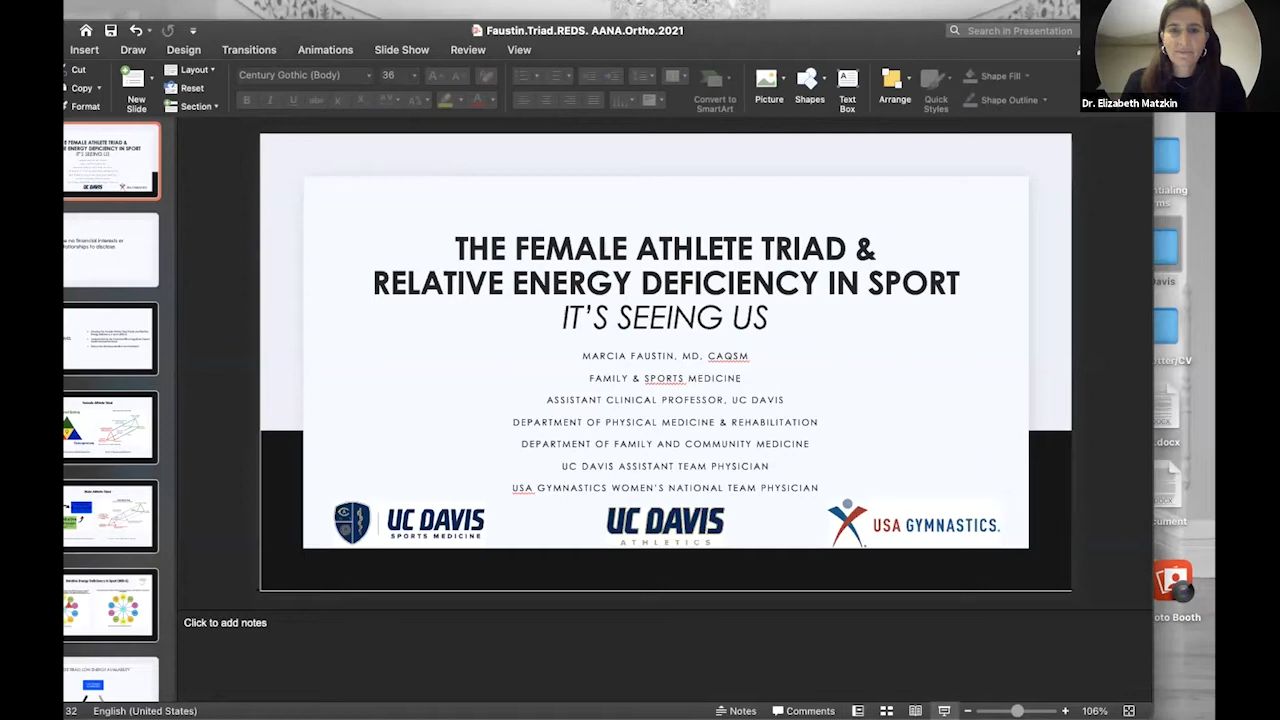 Faustin.Triad.REDS. AANA.Ortho.2021
Search in Presentation
Insert Draw Design Transitions Animations Slide Show Review View
Cut
Copy
Format
New Slide
Layout
Reset
Section
Century Gothic (Body)
36
Convert to SmartArt
Picture
Shapes
Text Box
Arrange
Quick Styles
Shape Fill
Shape Outline
Dr. Elizabeth Matzkin
THE FEMALE ATHLETE TRIAD &
RELATIVE ENERGY DEFICIENCY IN SPORT
IT'S SEEING US
MARCIA FAUSTIN, MD, CAQSM
FAMILY & SPORTS MEDICINE
ASSISTANT CLINICAL PROFESSOR, UC DAVIS
DEPARTMENT OF PHYSICAL MEDICINE & REHABILITATION
DEPARTMENT OF FAMILY AND COMMUNITY MEDICINE
UC DAVIS ASSISTANT TEAM PHYSICIAN
USA GYMNASTICS WOMEN'S NATIONAL TEAM PHYSICIAN
UC DAVIS
SPORTS MEDICINE
UC DAVIS
ATHLETICS
USA GYMNASTICS.
Click to add notes
32 English (United States)
Notes
Comments
106%